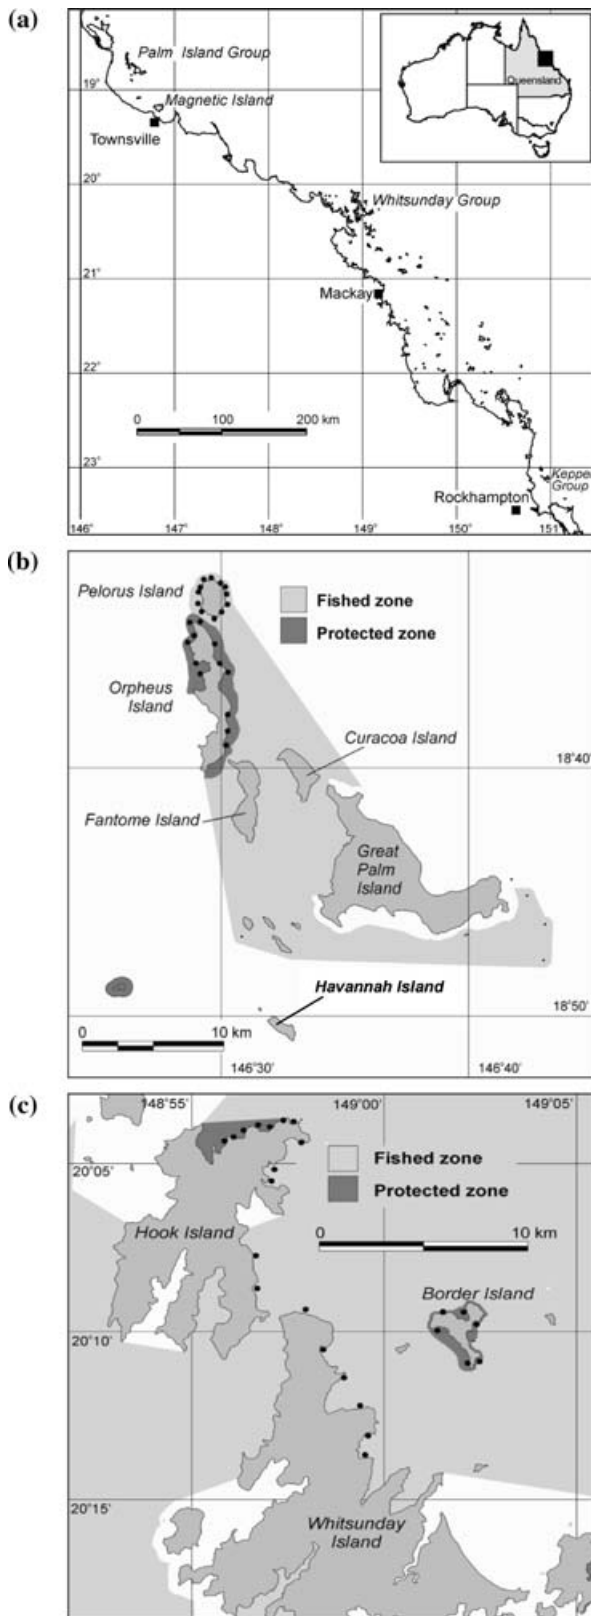 (a)
Palm Island Group
19°
Magnetic Island
Townsville
Queensland
20°
Whitsunday Group
21°
Mackay
22°
0 100 200 km
23°
Keppel
Group
Rockhampton
146° 147° 148° 149° 150° 151°
(b)
Pelorus Island
Fished zone
Protected zone
Orpheus
Island
Curacoa Island
18°40'
Fantome Island
Great
Palm
Island
Havannah Island
18°50'
0 10 km
146°30' 146°40'
(c)
148°55' 149°00' 149°05'
Fished zone
20°05'
Protected zone
0 10 km
Hook Island
Border Island
20°10'
20°15'
Whitsunday
Island